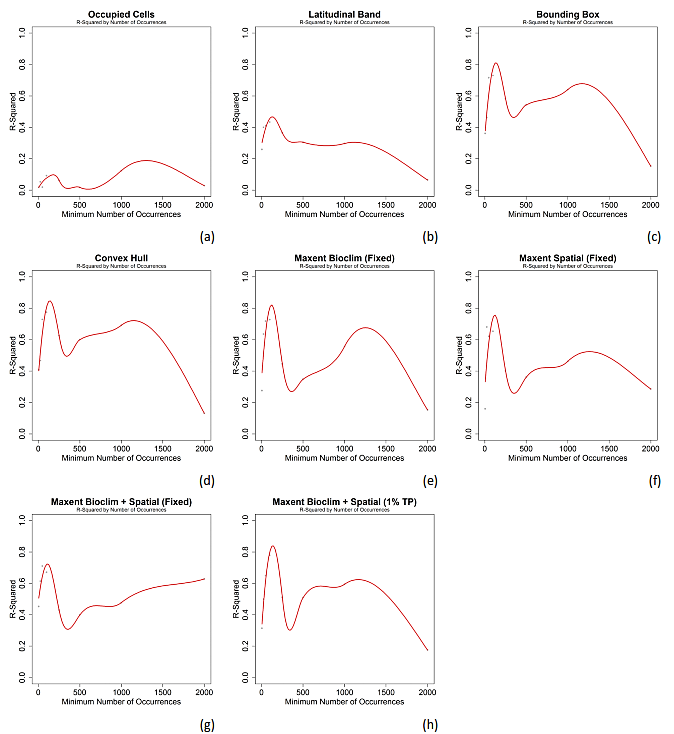 Occupied Cells
R-Squared by Number of Occurrences
R-Squared
0.0 0.2 0.4 0.6 0.8 1.0
0 500 1000 1500 2000
Minimum Number of Occurrences
(a)
Latitudinal Band
R-Squared by Number of Occurrences
R-Squared
0.0 0.2 0.4 0.6 0.8 1.0
0 500 1000 1500 2000
Minimum Number of Occurrences
(b)
Bounding Box
R-Squared by Number of Occurrences
R-Squared
0.0 0.2 0.4 0.6 0.8 1.0
0 500 1000 1500 2000
Minimum Number of Occurrences
(c)
Convex Hull
R-Squared by Number of Occurrences
R-Squared
0.0 0.2 0.4 0.6 0.8 1.0
0 500 1000 1500 2000
Minimum Number of Occurrences
(d)
Maxent Bioclim (Fixed)
R-Squared by Number of Occurrences
R-Squared
0.0 0.2 0.4 0.6 0.8 1.0
0 500 1000 1500 2000
Minimum Number of Occurrences
(e)
Maxent Spatial (Fixed)
R-Squared by Number of Occurrences
R-Squared
0.0 0.2 0.4 0.6 0.8 1.0
0 500 1000 1500 2000
Minimum Number of Occurrences
(f)
Maxent Bioclim + Spatial (Fixed)
R-Squared by Number of Occurrences
R-Squared
0.0 0.2 0.4 0.6 0.8 1.0
0 500 1000 1500 2000
Minimum Number of Occurrences
(g)
Maxent Bioclim + Spatial (1% TP)
R-Squared by Number of Occurrences
R-Squared
0.0 0.2 0.4 0.6 0.8 1.0
0 500 1000 1500 2000
Minimum Number of Occurrences
(h)